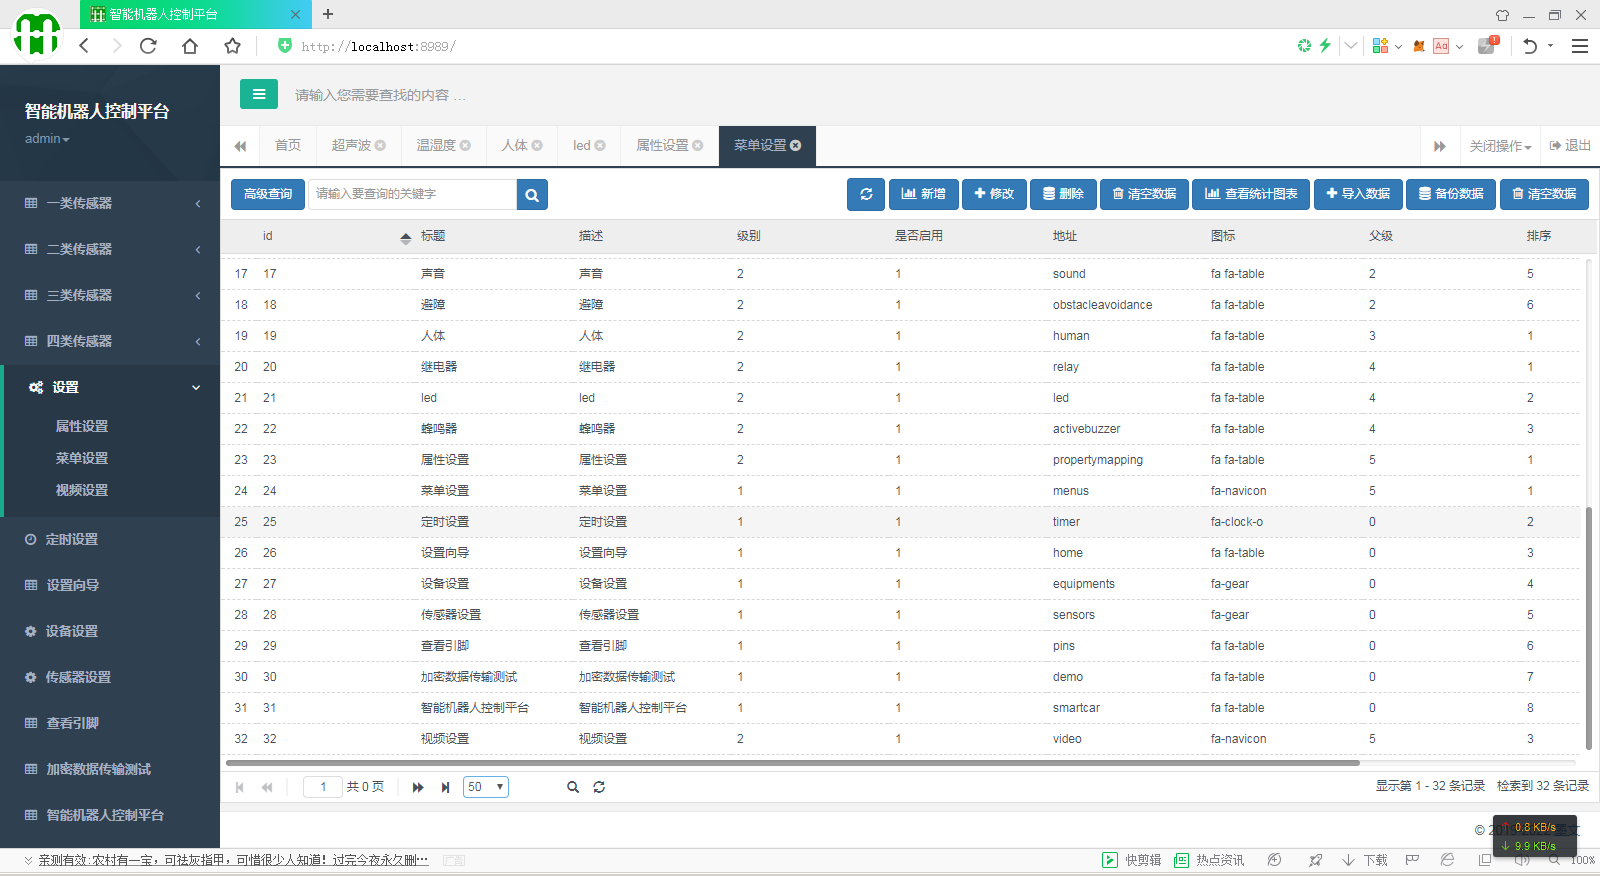 智能机器人控制平台
http://localhost:8989/
智能机器人控制平台
admin
请输入您需要查找的内容 …
首页 超声波 温湿度 人体 led 属性设置 菜单设置 关闭操作 退出
高级查询 请输入要查询的关键字 新增 修改 删除 清空数据 查看统计图表 导入数据 备份数据 清空数据
一类传感器
二类传感器
三类传感器
四类传感器
设置
属性设置
菜单设置
视频设置
定时设置
设置向导
设备设置
传感器设置
查看引脚
加密数据传输测试
智能机器人控制平台
id 标题 描述 级别 是否启用 地址 图标 父级 排序
17 17 声音 声音 2 1 sound fa fa-table 2 5
18 18 避障 避障 2 1 obstacleavoidance fa fa-table 2 6
19 19 人体 人体 2 1 human fa fa-table 3 1
20 20 继电器 继电器 2 1 relay fa fa-table 4 1
21 21 led led 2 1 led fa fa-table 4 2
22 22 蜂鸣器 蜂鸣器 2 1 activebuzzer fa fa-table 4 3
23 23 属性设置 属性设置 2 1 propertymapping fa fa-table 5 1
24 24 菜单设置 菜单设置 1 1 menus fa-navicon 5 1
25 25 定时设置 定时设置 1 1 timer fa-clock-o 0 2
26 26 设置向导 设置向导 1 1 home fa fa-table 0 3
27 27 设备设置 设备设置 1 1 equipments fa-gear 0 4
28 28 传感器设置 传感器设置 1 1 sensors fa-gear 0 5
29 29 查看引脚 查看引脚 1 1 pins fa fa-table 0 6
30 30 加密数据传输测试 加密数据传输测试 1 1 demo fa fa-table 0 7
31 31 智能机器人控制平台 智能机器人控制平台 1 1 smartcar fa fa-table 0 8
32 32 视频设置 视频设置 2 1 video fa-navicon 5 3
1 共 0 页 50 显示第 1 - 32 条记录 检索到 32 条记录
0.8 KB/s
9.9 KB/s
亲测有效:农村有一宝，可祛灰指甲，可惜很少人知道！过完今夜永久删… 广告 快剪辑 热点资讯 下载 100%